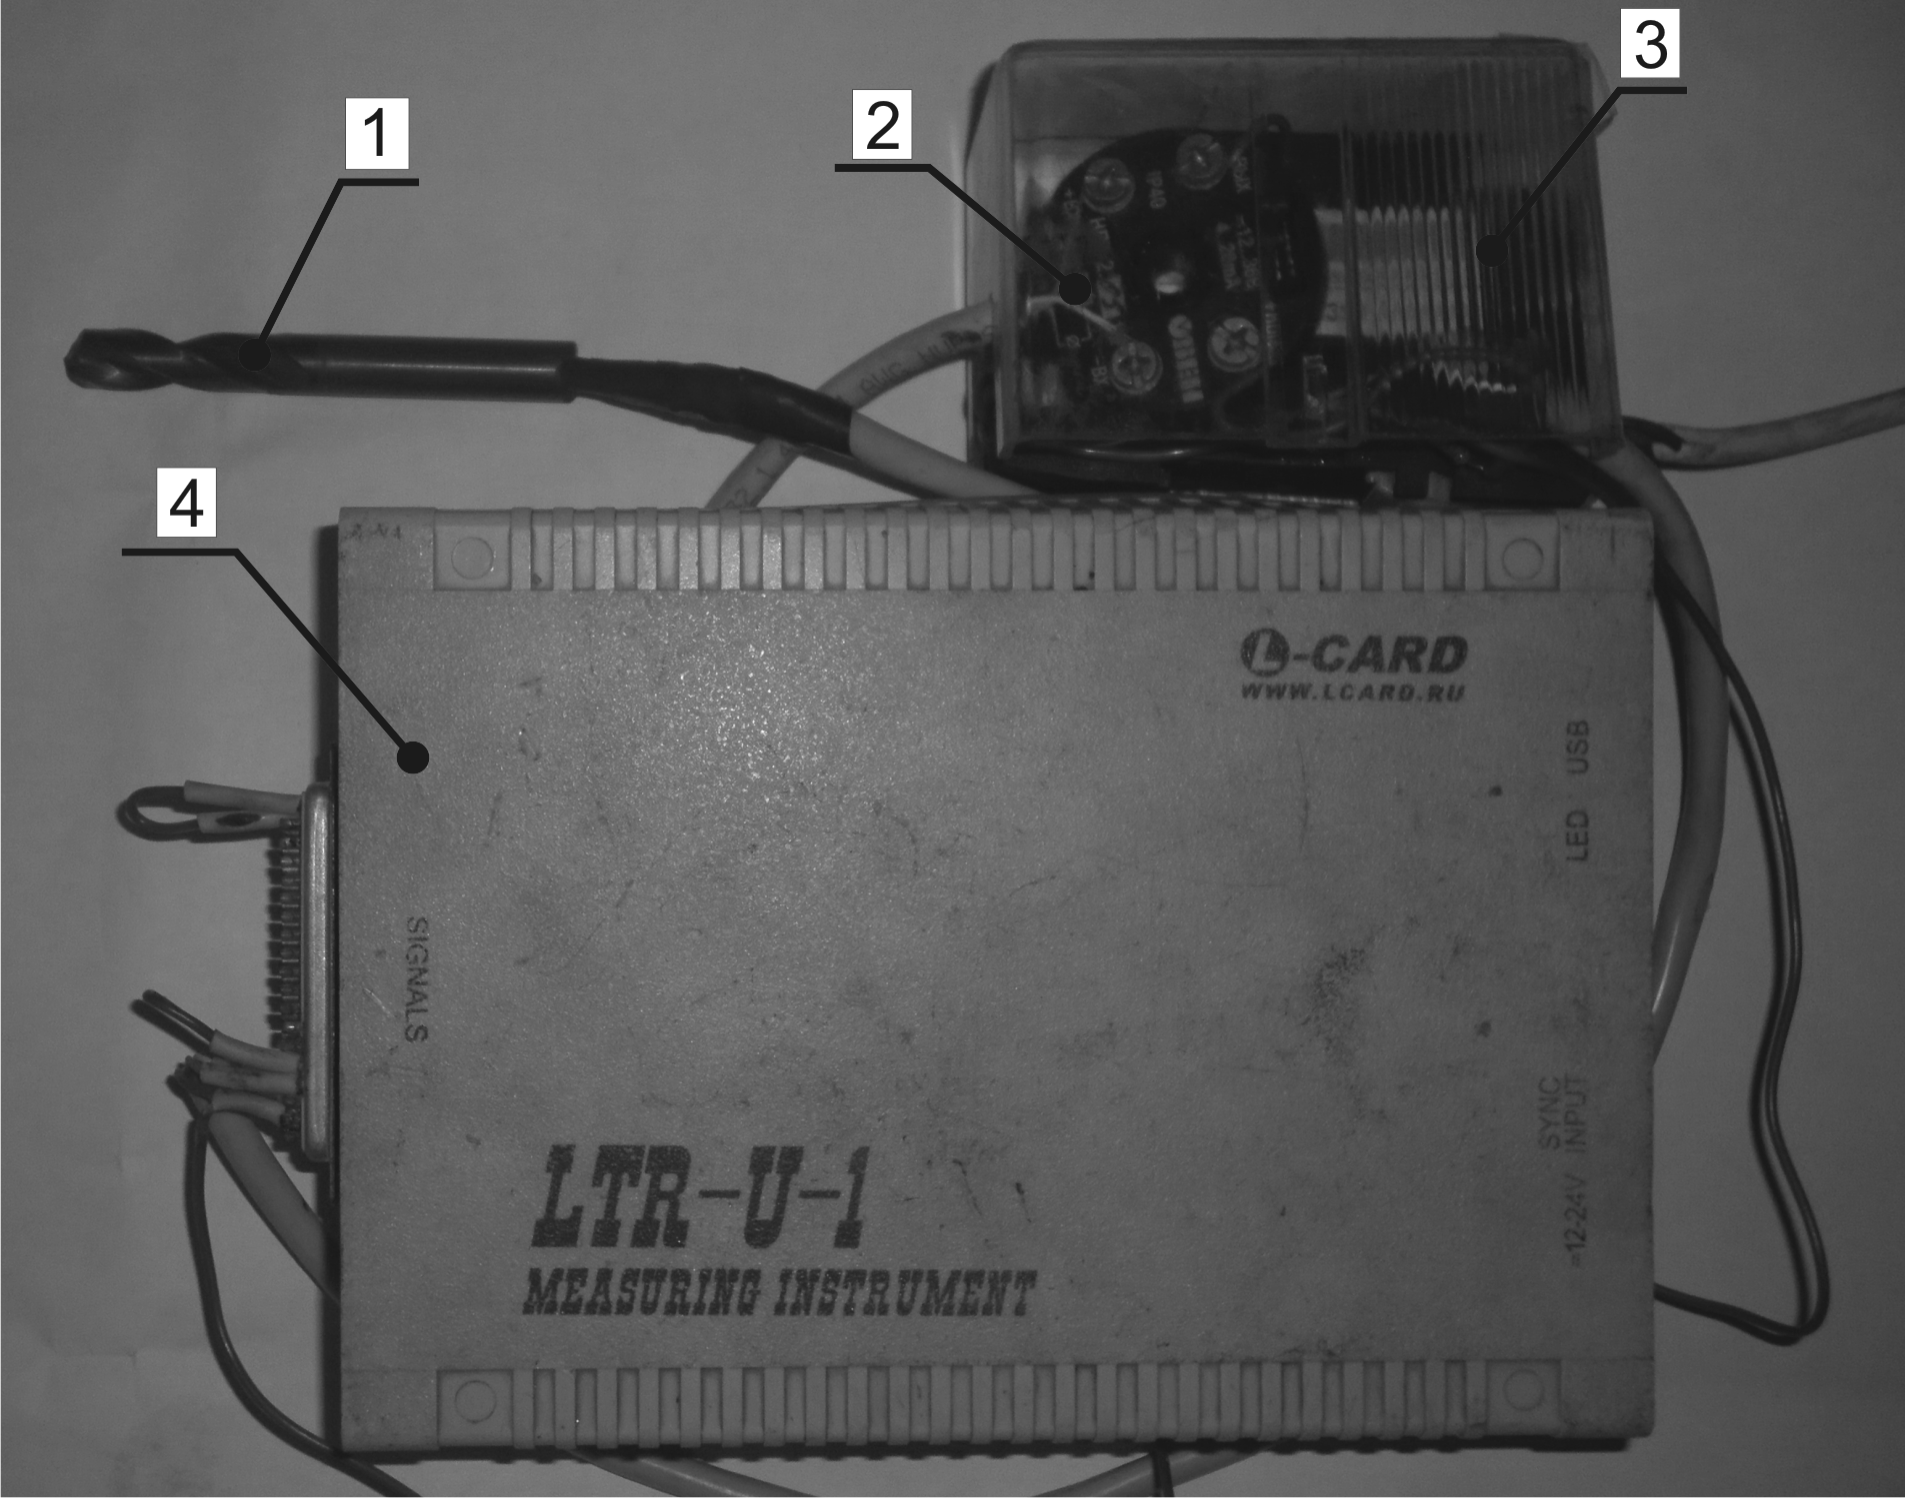 1
2
3
4
IP40
L-CARD
WWW.LCARD.RU
USB
LED
SIGNALS
SYNC
INPUT
=12-24V
LTR-U-1
MEASURING INSTRUMENT